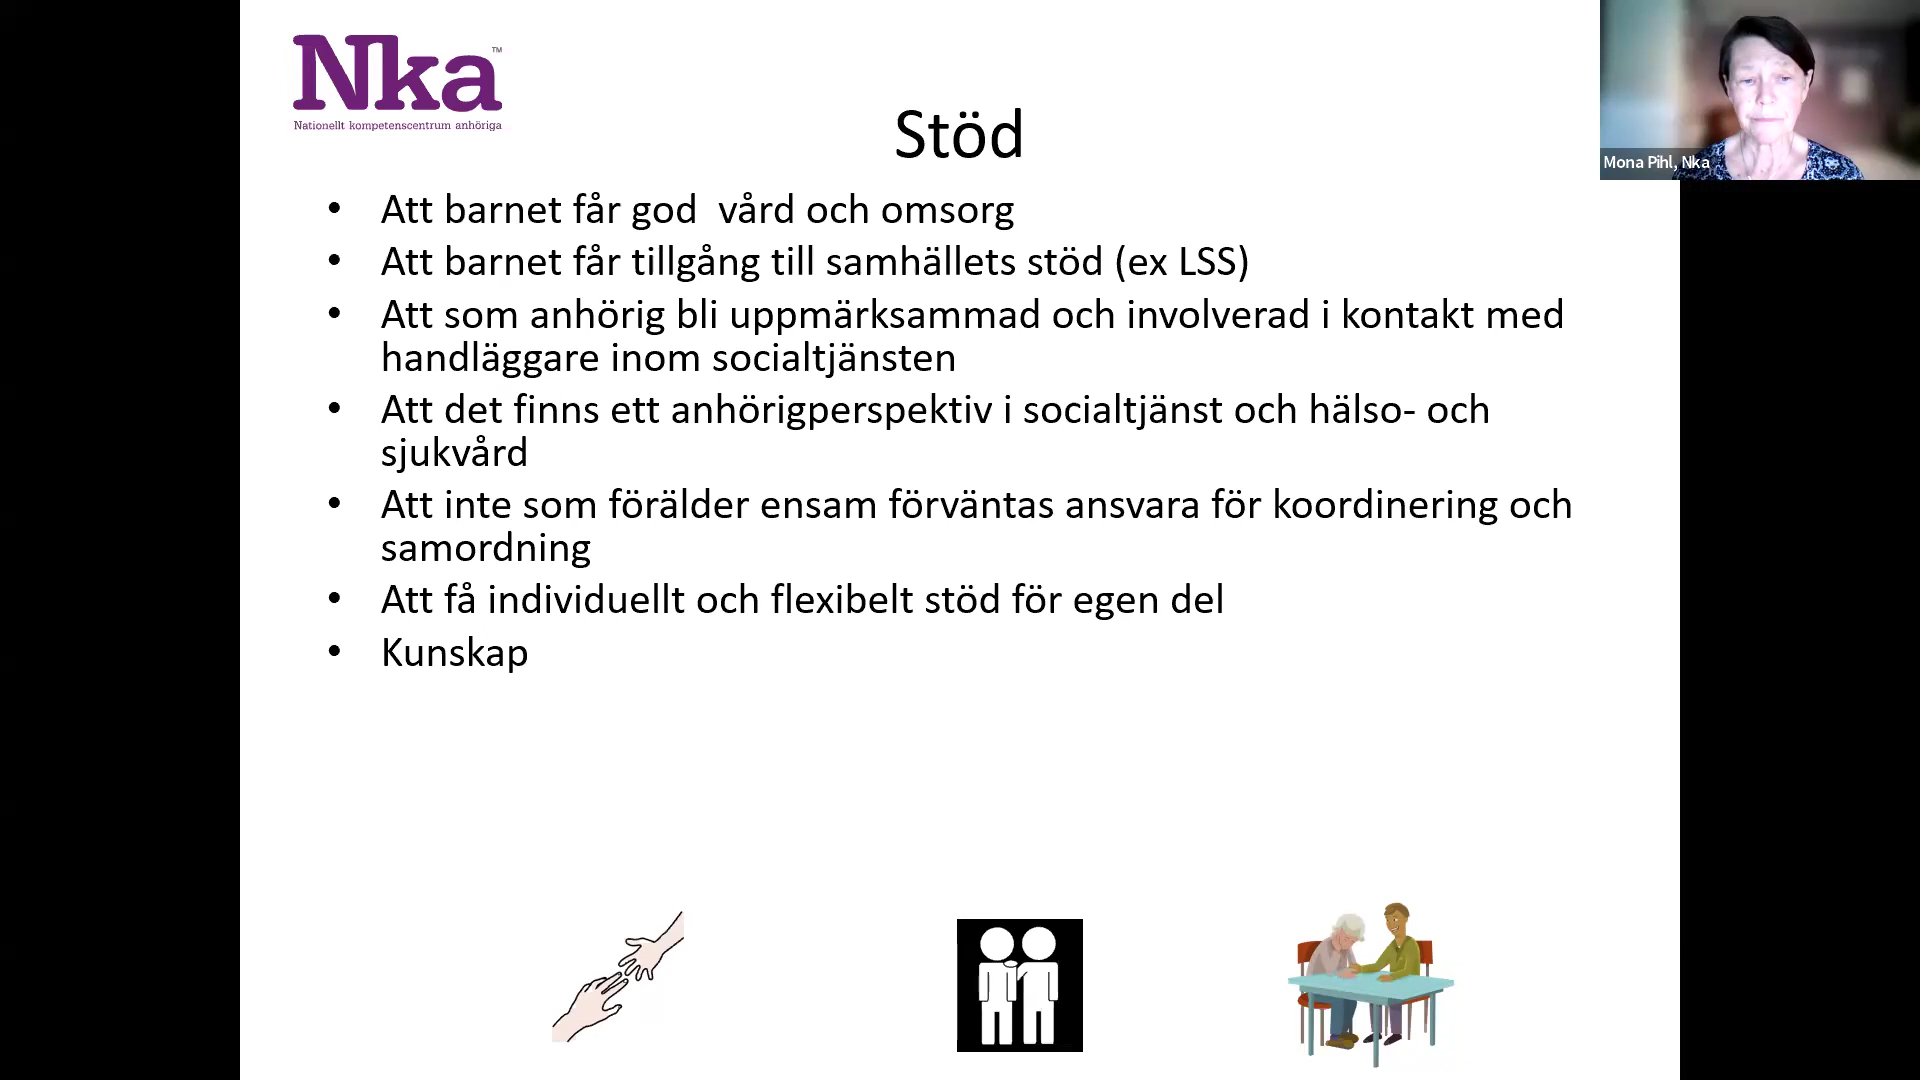 Nka™
Nationellt kompetenscentrum anhöriga
Stöd
Mona Pihl, Nka
• Att barnet får god  vård och omsorg
• Att barnet får tillgång till samhällets stöd (ex LSS)
• Att som anhörig bli uppmärksammad och involverad i kontakt med
handläggare inom socialtjänsten
• Att det finns ett anhörigperspektiv i socialtjänst och hälso- och
sjukvård
• Att inte som förälder ensam förväntas ansvara för koordinering och
samordning
• Att få individuellt och flexibelt stöd för egen del
• Kunskap